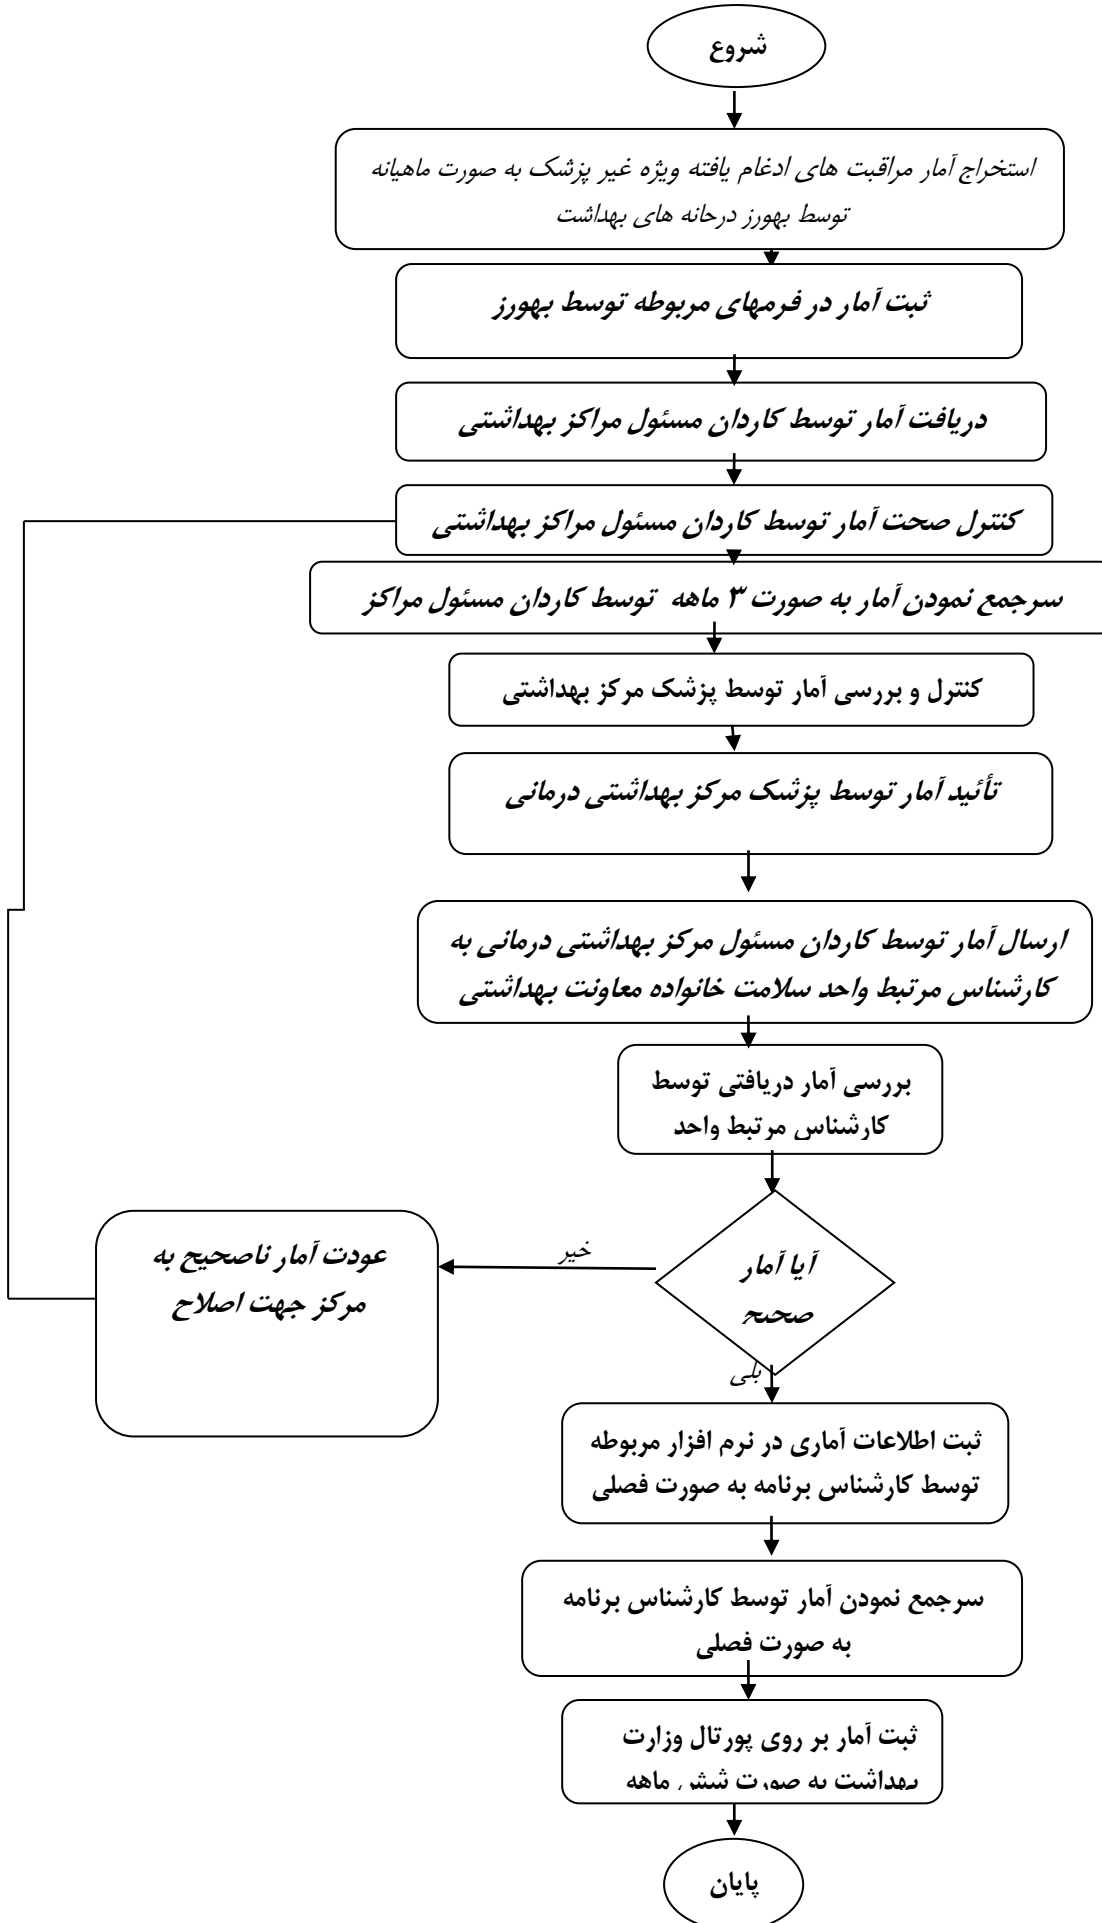 شروع
استخراج آمار مراقبت های ادغام یافته ویژه غیر پزشک به صورت ماهیانه
توسط بهورز درحانه های بهداشت
ثبت آمار در فرمهای مربوطه توسط بهورز
دریافت آمار توسط کاردان مسئول مراکز بهداشتی
کنترل صحت آمار توسط کاردان مسئول مراکز بهداشتی
سرجمع نمودن آمار به صورت ۳ ماهه توسط کاردان مسئول مراکز
کنترل و بررسی آمار توسط پزشک مرکز بهداشتی
تأئید آمار توسط پزشک مرکز بهداشتی درمانی
ارسال آمار توسط کاردان مسئول مرکز بهداشتی درمانی به
کارشناس مرتبط واحد سلامت خانواده معاونت بهداشتی
بررسی آمار دریافتی توسط
کارشناس مرتبط واحد
آیا آمار
صحیح
خیر
عودت آمار ناصحیح به
مرکز جهت اصلاح
بلی
ثبت اطلاعات آماری در نرم افزار مربوطه
توسط کارشناس برنامه به صورت فصلی
سرجمع نمودن آمار توسط کارشناس برنامه
به صورت فصلی
ثبت آمار بر روی پورتال وزارت
بهداشت به صورت شش ماهه
پایان